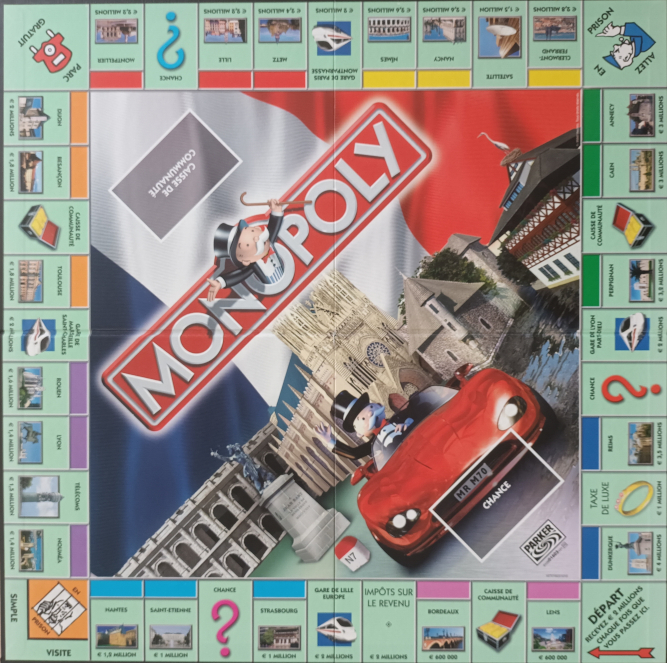 PARC
GRATUIT
MONTPELLIER
€ 2,2 MILLIONS
CHANCE
LILLE
€ 2,2 MILLIONS
METZ
€ 2,4 MILLIONS
GARE DE PARIS
MONTPARNASSE
€ 2 MILLIONS
NÎMES
€ 2,6 MILLIONS
NANCY
€ 2,6 MILLIONS
SATELLITE
€ 1,5 MILLION
CLERMONT-
FERRAND
ALLEZ
EN
PRISON
DIJON
€ 2 MILLIONS
BESANÇON
€ 1,8 MILLION
CAISSE DE
COMMUNAUTÉ
TOULOUSE
€ 1,8 MILLION
GARE DE
MARSEILLE
SAINT-CHARLES
€ 2 MILLIONS
ROUEN
€ 1,6 MILLION
LYON
€ 1,4 MILLION
TÉLÉCOMS
€ 1,5 MILLION
€ 1,4 MILLION
ANNECY
3 MILLIONS
CAEN
€ 3 MILLIONS
CAISSE DE
COMMUNAUTÉ
PERPIGNAN
3,2 MILLIONS
GARE DE LYON
PART-DIEU
€ 2 MILLIONS
CHANCE
REIMS
€ 3,5 MILLIONS
TAXE
DE LUXE
€ 1 MILLION
DUNKERQUE
€ 4 MILLIONS
CAISSE DE
COMMUNAUTÉ
MONOPOLY
MR M70
CHANCE
PARKER
N7
SIMPLE
EN
PRISON
VISITE
NANTES
€ 1,2 MILLION
SAINT-ETIENNE
€ 1 MILLION
CHANCE
STRASBOURG
€ 1 MILLION
GARE DE LILLE
EUROPE
€ 2 MILLIONS
IMPÔTS SUR
LE REVENU
€ 2 MILLIONS
BORDEAUX
€ 600 000
CAISSE DE
COMMUNAUTÉ
LENS
€ 600 000
DÉPART
RECEVEZ € 2 MILLIONS
CHAQUE FOIS QUE
VOUS PASSEZ ICI.